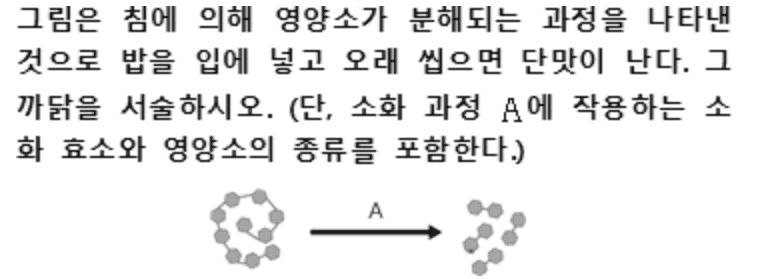 그림은 침에 의해 영양소가 분해되는 과정을 나타낸
것으로 밥을 입에 넣고 오래 씹으면 단맛이 난다. 그
까닭을 서술하시오. (단, 소화 과정 A에 작용하는 소
화 효소와 영양소의 종류를 포함한다.)
A